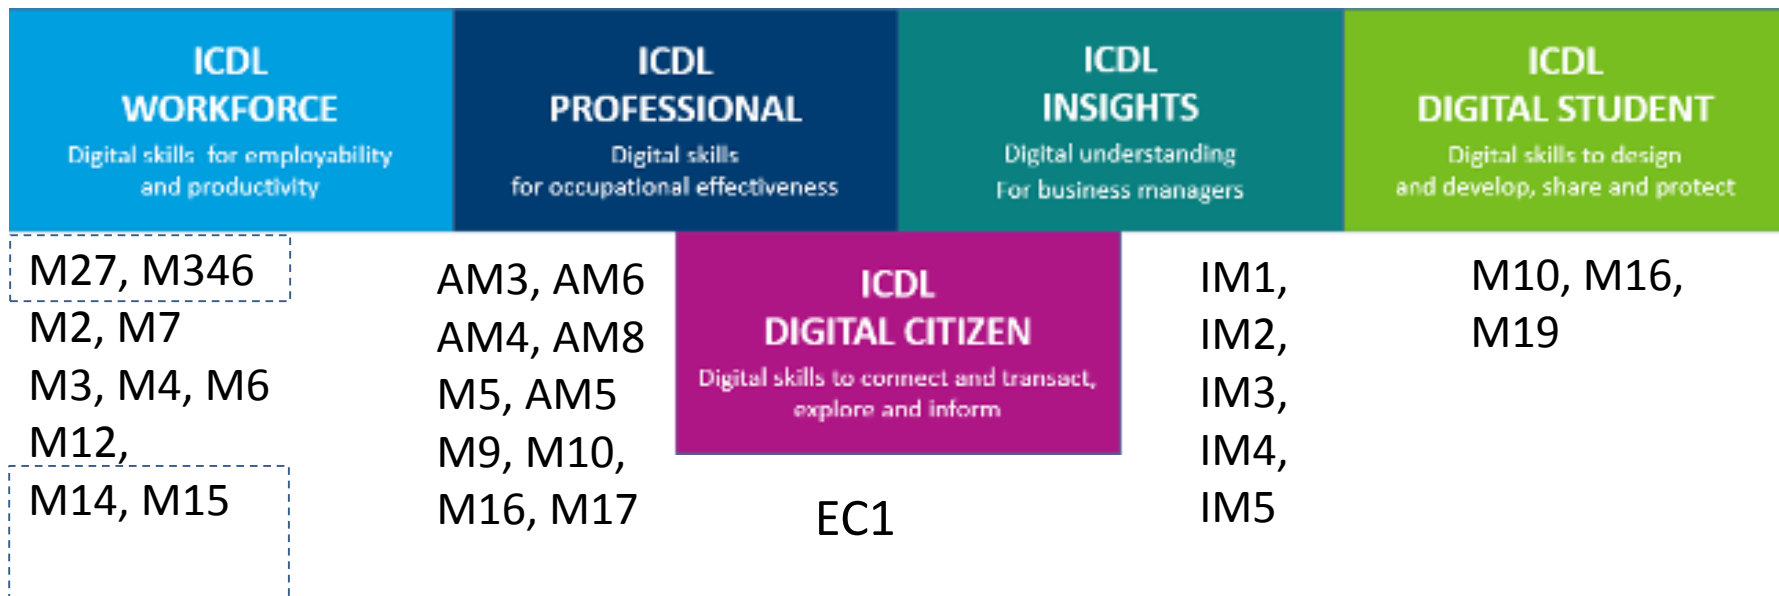 ICDL
WORKFORCE
Digital skills for employability
and productivity
ICDL
PROFESSIONAL
Digital skills
for occupational effectiveness
ICDL
INSIGHTS
Digital understanding
For business managers
ICDL
DIGITAL STUDENT
Digital skills to design
and develop, share and protect
M27, M346
M2, M7
M3, M4, M6
M12,
M14, M15
AM3, AM6
AM4, AM8
M5, AM5
M9, M10,
M16, M17
ICDL
DIGITAL CITIZEN
Digital skills to connect and transact,
explore and inform
EC1
IM1,
IM2,
IM3,
IM4,
IM5
M10, M16,
M19